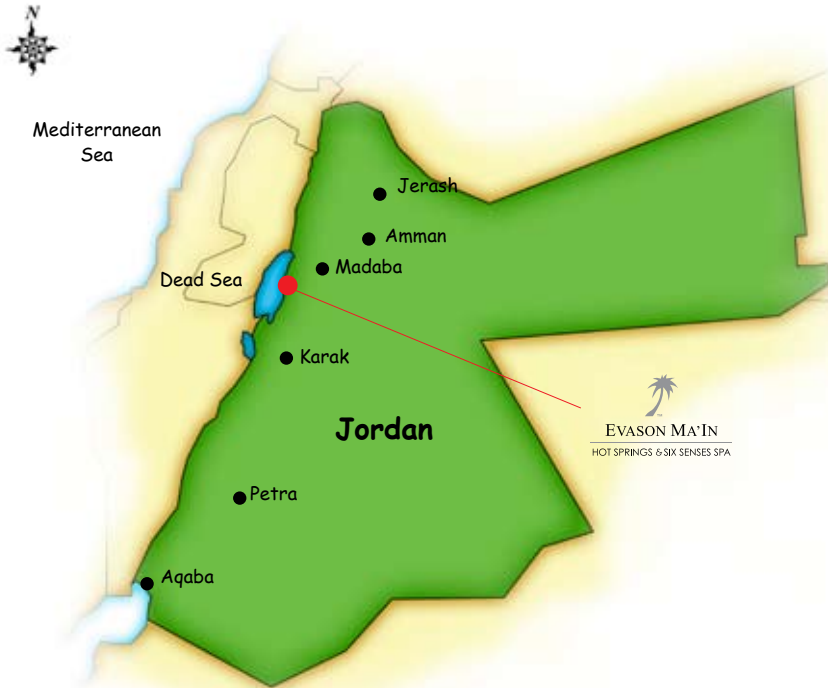 N
Mediterranean
Sea
Jerash
Amman
Madaba
Dead Sea
Karak
Jordan
EVASON MA'IN
HOT SPRINGS & SIX SENSES SPA
Petra
Aqaba